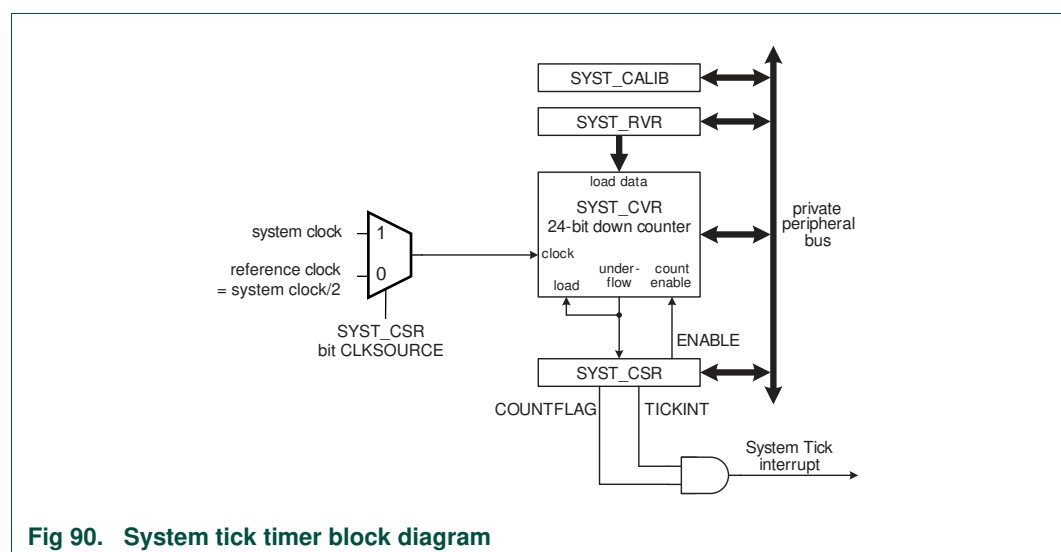 SYST_CALIB
SYST_RVR
load data
SYST_CVR
24-bit down counter
private
peripheral
bus
system clock
1
clock
reference clock
= system clock/2
0
under-
flow
count
enable
load
SYST_CSR
bit CLKSOURCE
ENABLE
SYST_CSR
COUNTFLAG
TICKINT
System Tick
interrupt
Fig 90. System tick timer block diagram